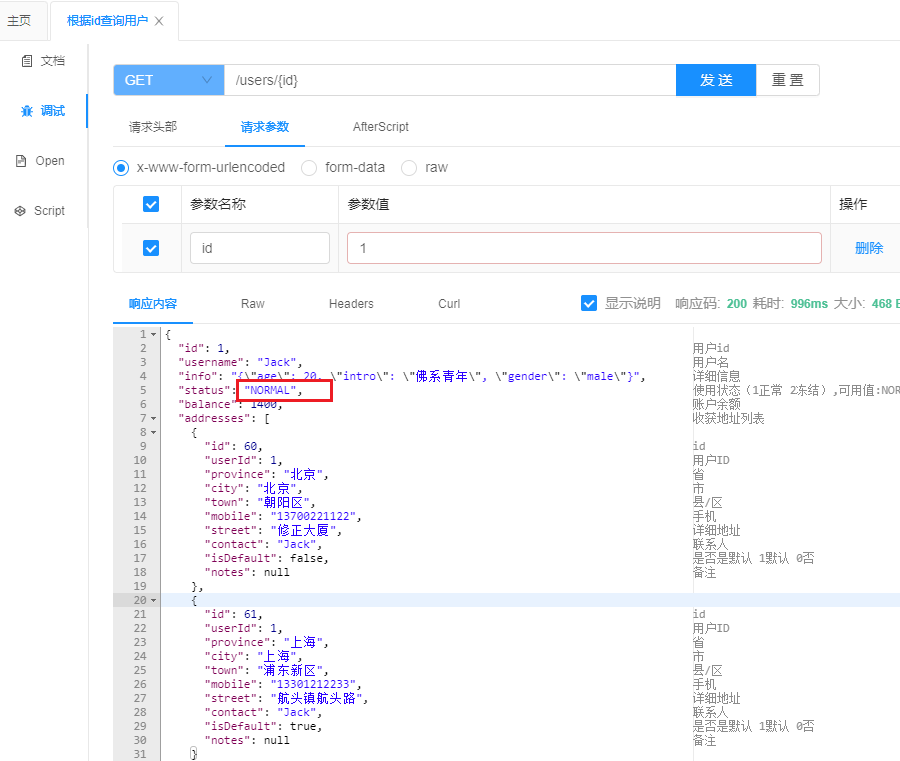 主页
根据id查询用户 ×
文档
调试
Open
Script
GET
/users/{id}
发 送
重 置
请求头部
请求参数
AfterScript
x-www-form-urlencoded
form-data
raw
参数名称
参数值
操作
id
1
删除
响应内容
Raw
Headers
Curl
显示说明
响应码: 200 耗时: 996ms 大小: 468
1 {
2 "id": 1, 用户id
3 "username": "Jack", 用户名
4 "info": "{\"age\": 20, \"intro\": \"佛系青年\", \"gender\": \"male\"}", 详细信息
5 "status": "NORMAL", 使用状态（1正常 2冻结）,可用值:NOR
6 "balance": 1400, 账户余额
7 "addresses": [ 收获地址列表
8 {
9 "id": 60, id
10 "userId": 1, 用户ID
11 "province": "北京", 省
12 "city": "北京", 市
13 "town": "朝阳区", 县/区
14 "mobile": "13700221122", 手机
15 "street": "修正大厦", 详细地址
16 "contact": "Jack", 联系人
17 "isDefault": false, 是否是默认 1默认 0否
18 "notes": null 备注
19 },
20 {
21 "id": 61, id
22 "userId": 1, 用户ID
23 "province": "上海", 省
24 "city": "上海", 市
25 "town": "浦东新区", 县/区
26 "mobile": "13301212233", 手机
27 "street": "航头镇航头路", 详细地址
28 "contact": "Jack", 联系人
29 "isDefault": true, 是否是默认 1默认 0否
30 "notes": null 备注
31 }